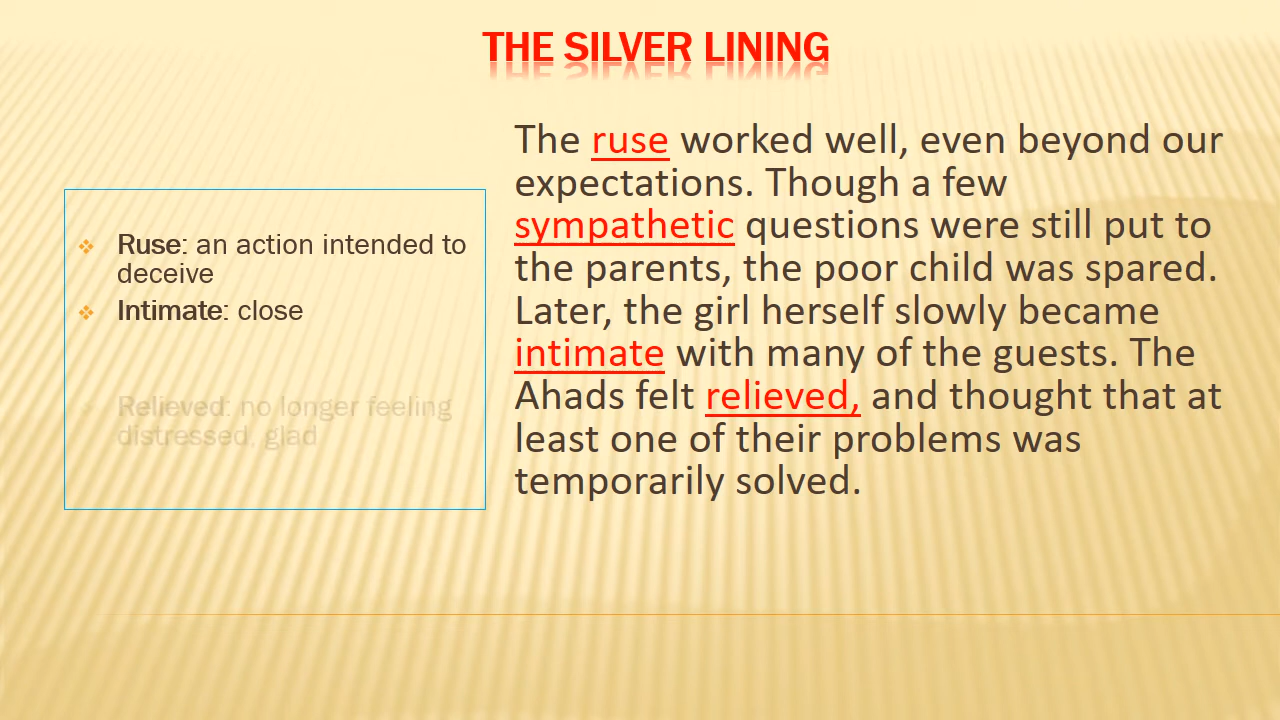 THE SILVER LINING
Ruse: an action intended to
deceive
Intimate: close
Relieved: no longer feeling
distressed, glad
The ruse worked well, even beyond our
expectations. Though a few
sympathetic questions were still put to
the parents, the poor child was spared.
Later, the girl herself slowly became
intimate with many of the guests. The
Ahads felt relieved, and thought that at
least one of their problems was
temporarily solved.